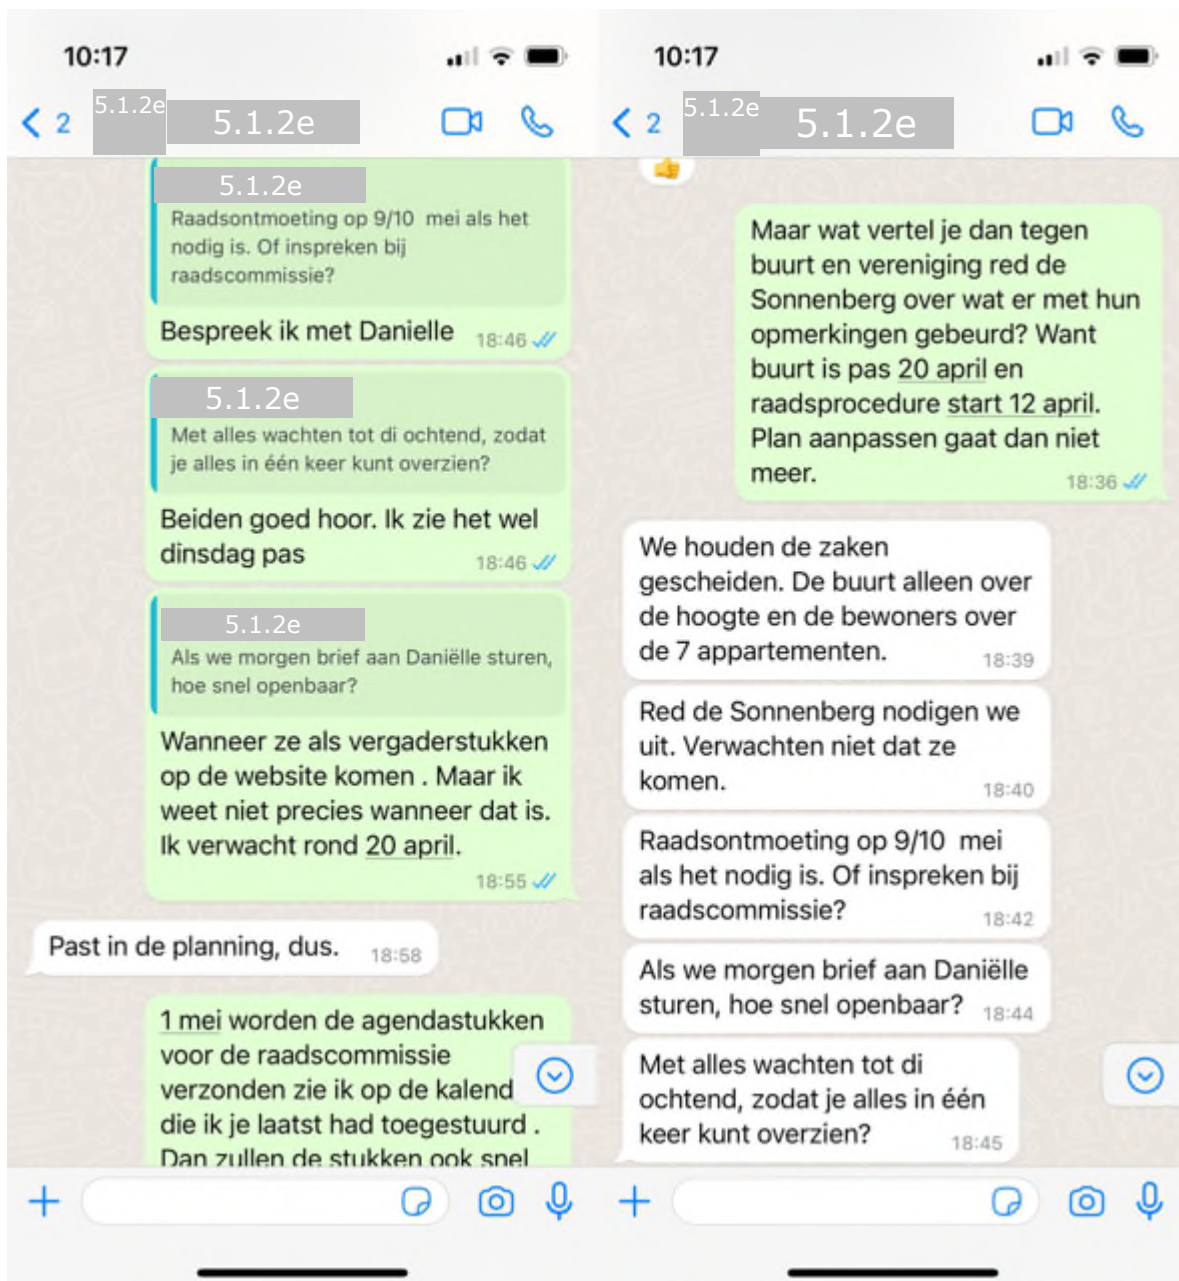 10:17
2
5.1.2e
5.1.2e
5.1.2e
Raadsontmoeting op 9/10 mei als het
nodig is. Of inspreken bij
raadscommissie?
Bespreek ik met Danielle
18:46
5.1.2e
Met alles wachten tot di ochtend, zodat
je alles in één keer kunt overzien?
Beiden goed hoor. Ik zie het wel
dinsdag pas
18:46
5.1.2e
Als we morgen brief aan Daniëlle sturen,
hoe snel openbaar?
Wanneer ze als vergaderstukken
op de website komen . Maar ik
weet niet precies wanneer dat is.
Ik verwacht rond 20 april.
18:55
Past in de planning, dus.
18:58
1 mei worden de agendastukken
voor de raadscommissie
verzonden zie ik op de kalend
die ik je laatst had toegestuurd .
Dan zullen de stukken ook snel
10:17
2
5.1.2e
5.1.2e
Maar wat vertel je dan tegen
buurt en vereniging red de
Sonnenberg over wat er met hun
opmerkingen gebeurd? Want
buurt is pas 20 april en
raadsprocedure start 12 april.
Plan aanpassen gaat dan niet
meer.
18:36
We houden de zaken
gescheiden. De buurt alleen over
de hoogte en de bewoners over
de 7 appartementen.
18:39
Red de Sonnenberg nodigen we
uit. Verwachten niet dat ze
komen.
18:40
Raadsontmoeting op 9/10 mei
als het nodig is. Of inspreken bij
raadscommissie?
18:42
Als we morgen brief aan Daniëlle
sturen, hoe snel openbaar?
18:44
Met alles wachten tot di
ochtend, zodat je alles in één
keer kunt overzien?
18:45